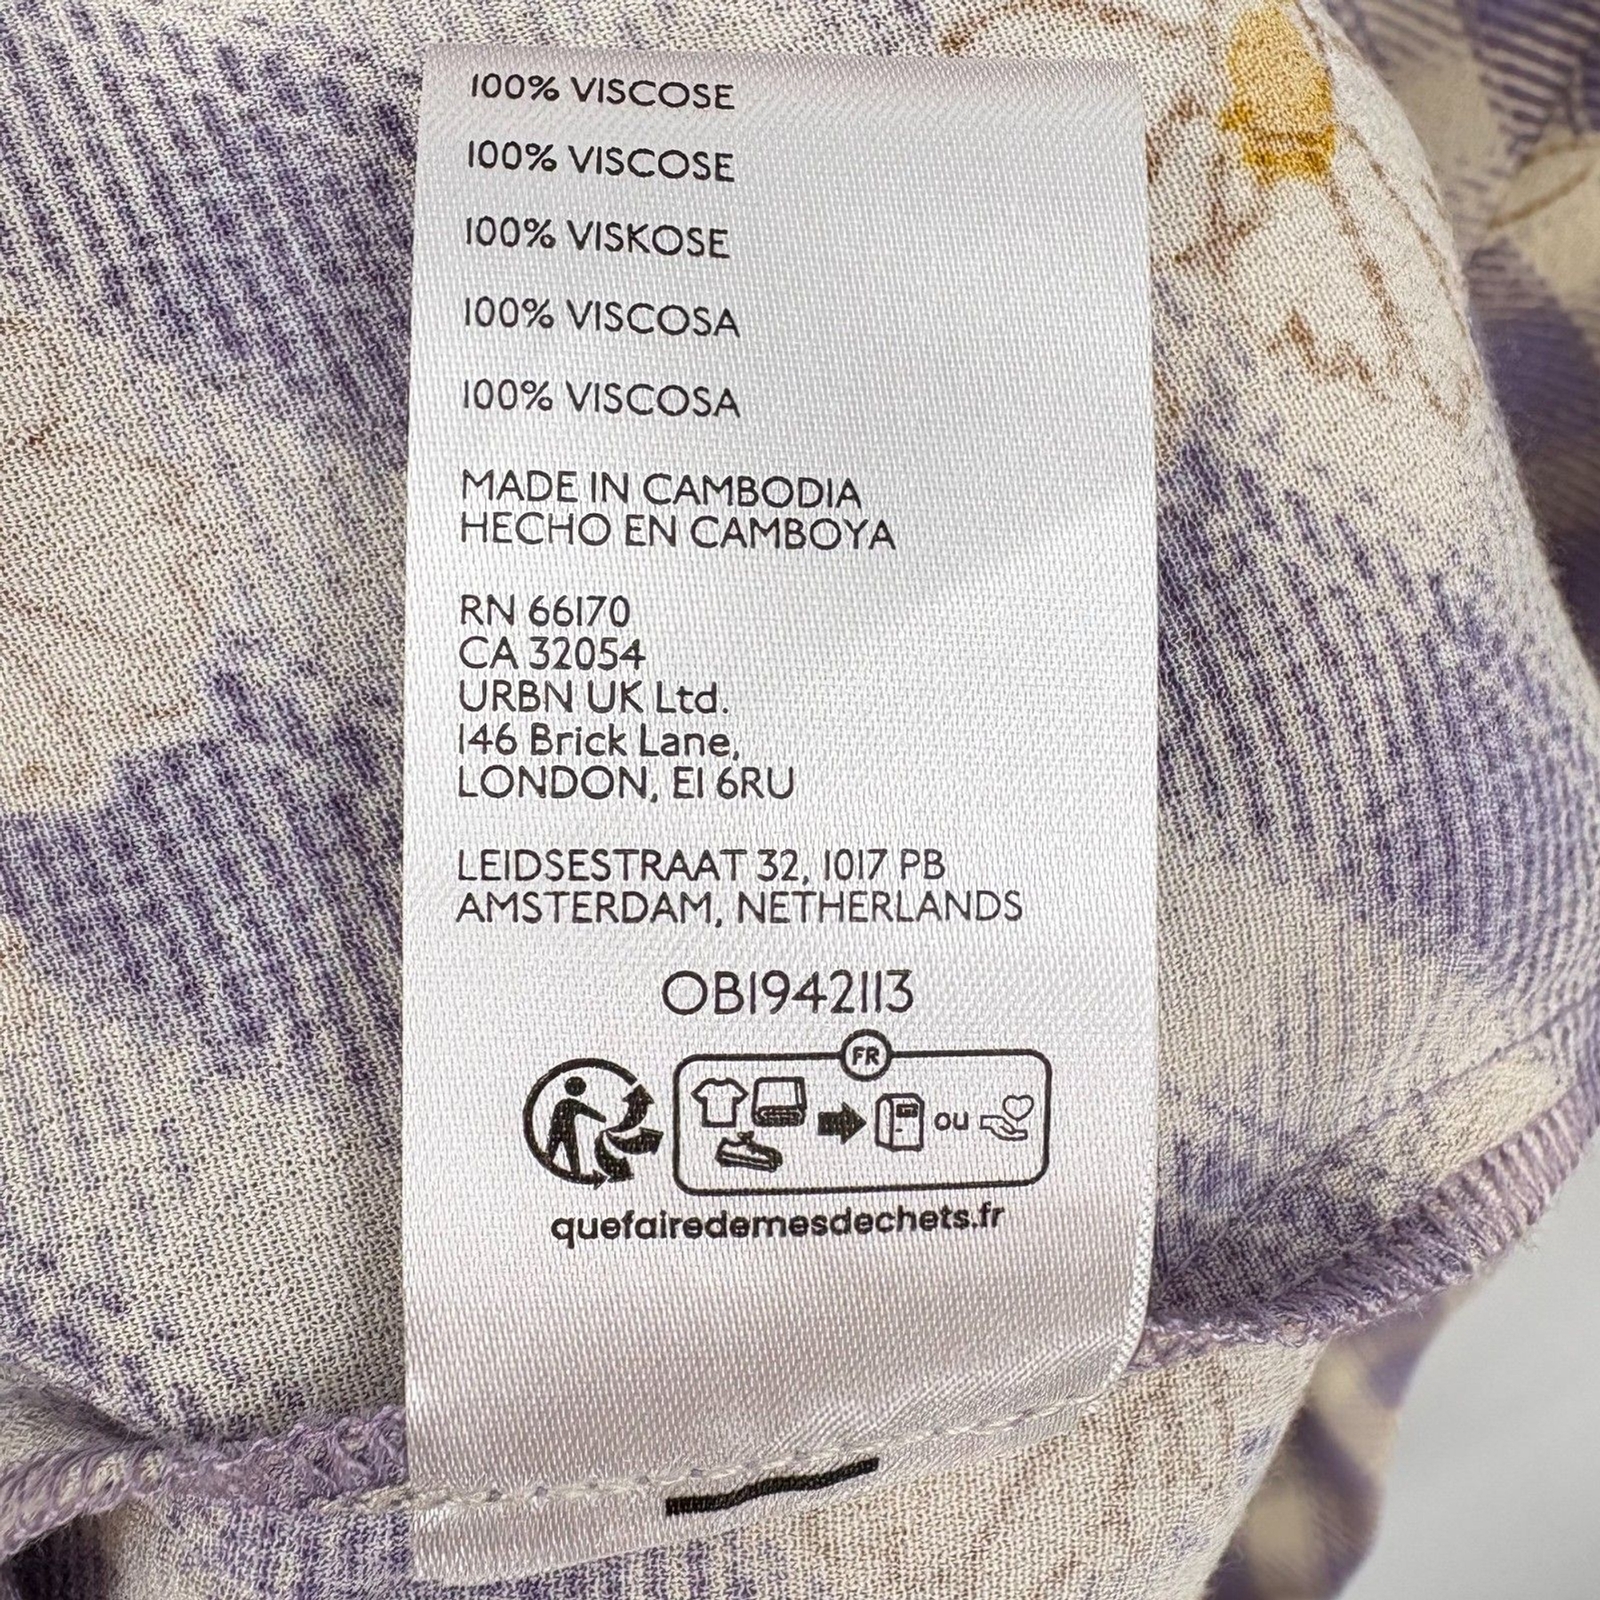 100% VISCOSE
100% VISCOSE
100% VISKOSE
100% VISCOSA
100% VISCOSA
MADE IN CAMBODIA
HECHO EN CAMBOYA
RN 66170
CA 32054
URBN UK Ltd.
146 Brick Lane,
LONDON, E1 6RU
LEIDSESTRAAT 32, 1017 PB
AMSTERDAM, NETHERLANDS
OB1942113
FR
ou
quefairedemesdechets.fr